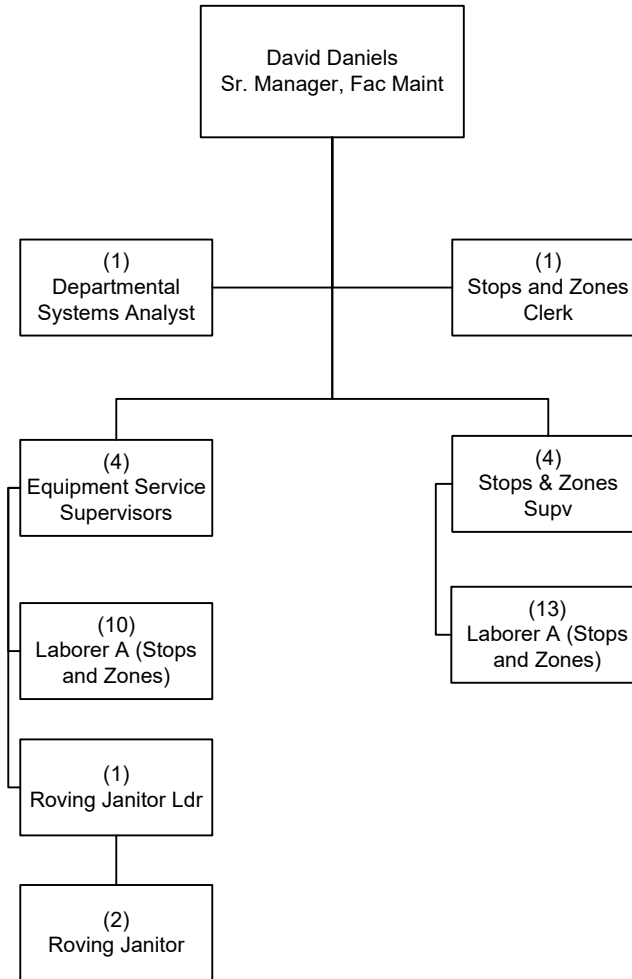 David Daniels
Sr. Manager, Fac Maint
(1)
Departmental
Systems Analyst
(1)
Stops and Zones
Clerk
(4)
Equipment Service
Supervisors
(4)
Stops & Zones
Supv
(10)
Laborer A (Stops
and Zones)
(13)
Laborer A (Stops
and Zones)
(1)
Roving Janitor Ldr
(2)
Roving Janitor